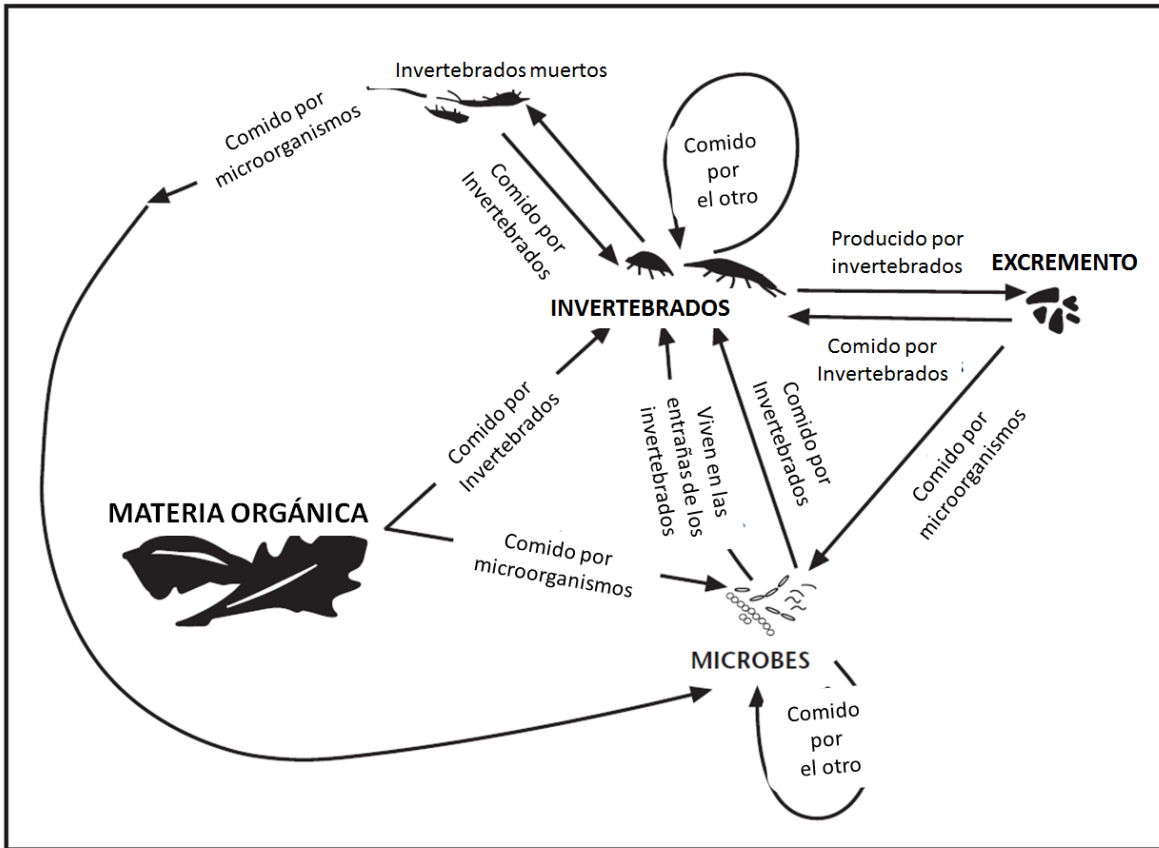 Invertebrados muertos
Comido por
microorganismos
Comido por
Invertebrados
Comido
por
el otro
Producido por
invertebrados
EXCREMENTO
INVERTEBRADOS
Comido por
Invertebrados
Comido por
Invertebrados
Viven en las
entrañas de los
invertebrados
Comido por
Invertebrados
Comido por
microorganismos
MATERIA ORGÁNICA
Comido por
microorganismos
MICROBES
Comido
por
el otro